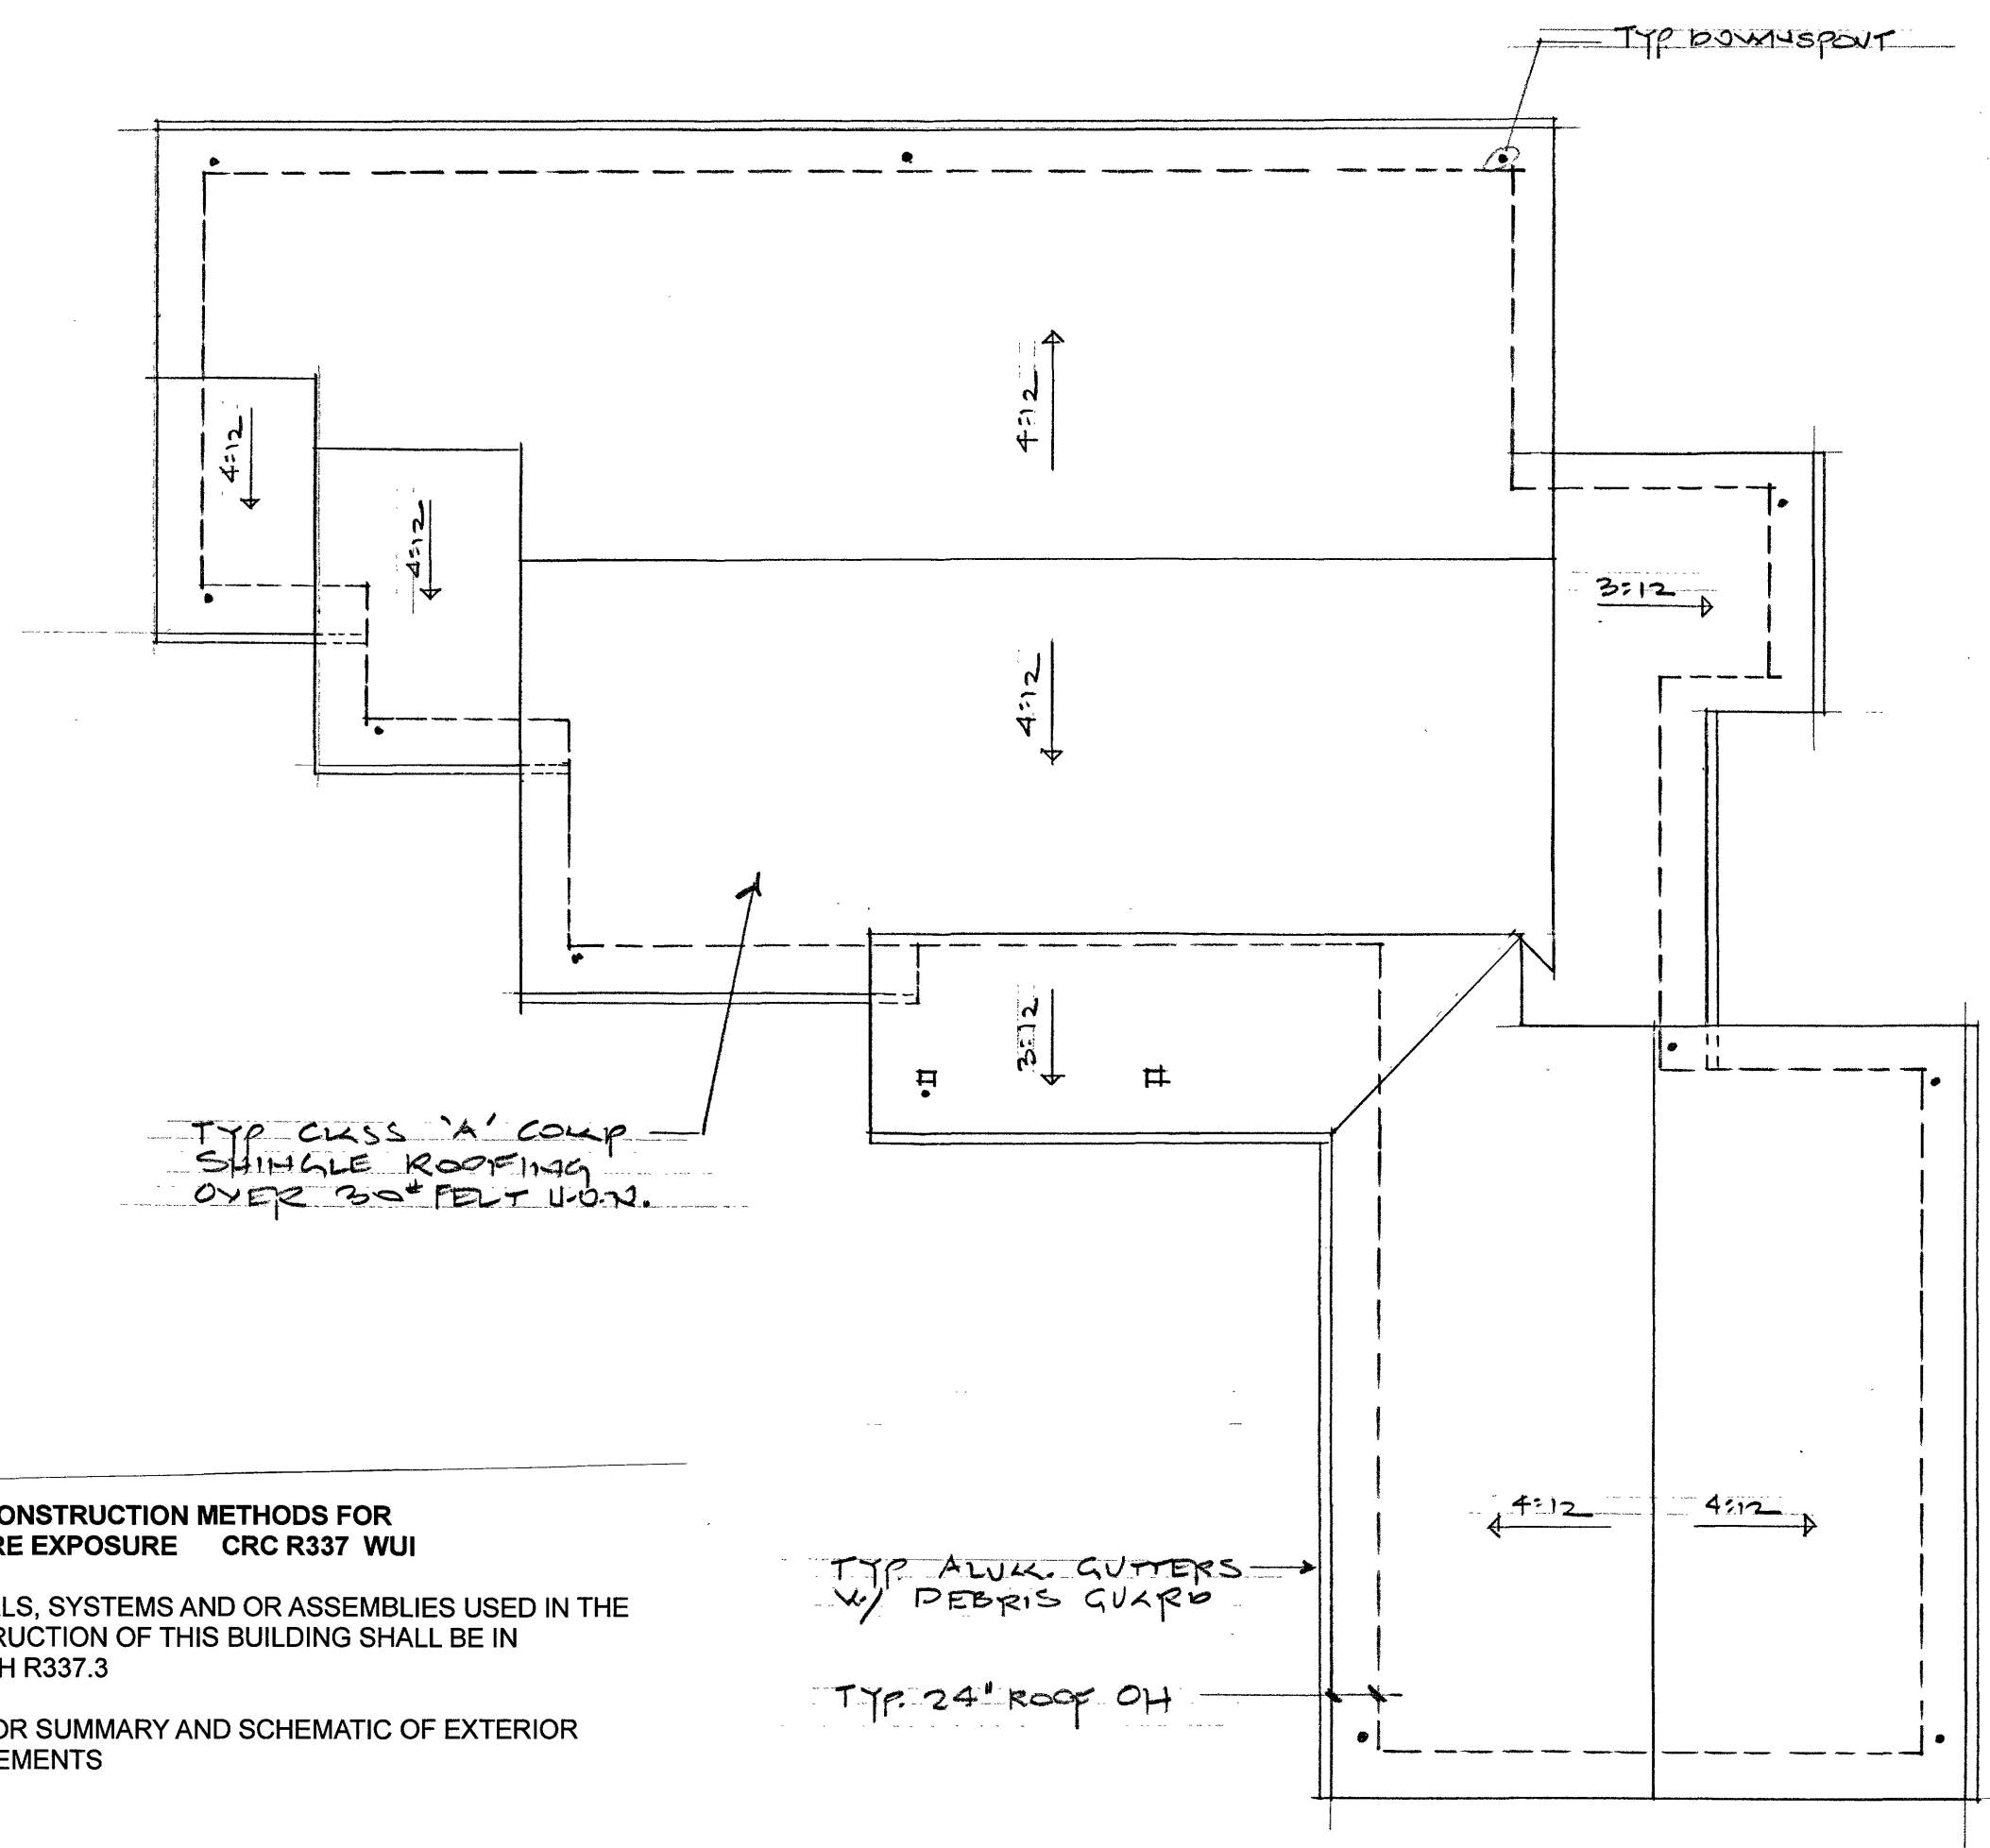 TYP DOWNSPOUT
4:12
4:12
4:12
3:12
4:12
3:12
TYP CLASS 'A' COMP
SHINGLE ROOFING
OVER 30# FELT U.O.N.
4:12
4:12
TYP. ALUM. GUTTERS
W/ DEBRIS GUARD
TYP. 24" ROOF OH
ONSTRUCTION METHODS FOR
RE EXPOSURE CRC R337 WUI
LS, SYSTEMS AND OR ASSEMBLIES USED IN THE
RUCTION OF THIS BUILDING SHALL BE IN
H R337.3
OR SUMMARY AND SCHEMATIC OF EXTERIOR
EMENTS